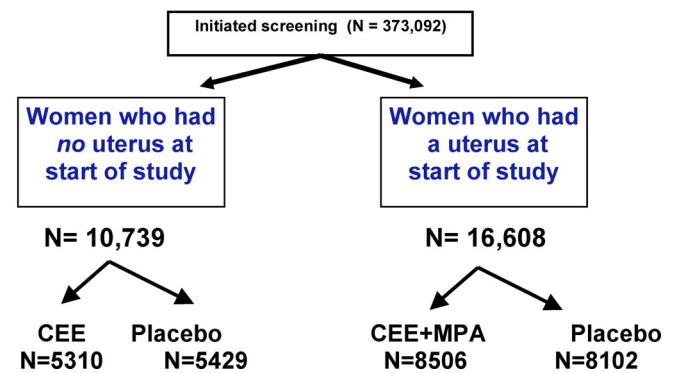 Initiated screening (N = 373,092)
Women who had
no uterus at
start of study
Women who had
a uterus at
start of study
N= 10,739
N= 16,608
CEE
Placebo
N=5310
N=5429
CEE+MPA
Placebo
N=8506
N=8102